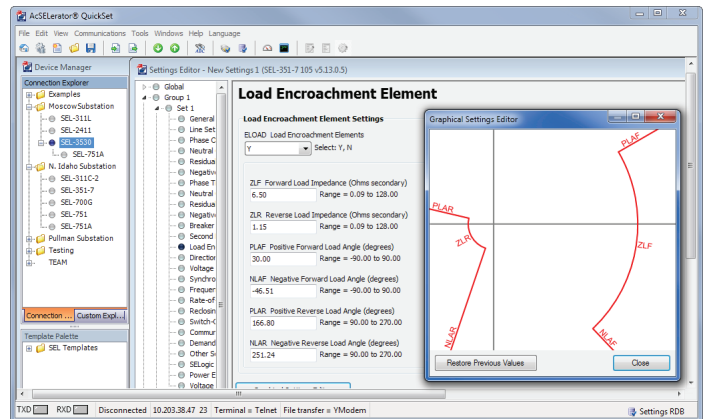 AcSELerator® QuickSet
File Edit View Communications Tools Windows Help Language
Device Manager
Connection Explorer
Examples
MoscowSubstation
SEL-311L
SEL-2411
SEL-3530
SEL-751A
N. Idaho Substation
SEL-311C-2
SEL-351-7
SEL-700G
SEL-751
SEL-751A
Pullman Substation
Testing
TEAM
Connection ... Custom Expl...
Template Palette
SEL Templates
Settings Editor - New Settings 1 (SEL-351-7 105 v5.13.0.5)
Global
Group 1
Set 1
General
Line Set
Phase O
Neutral
Residua
Negativ
Phase T
Neutral
Residua
Negativ
Breaker
Second
Load En
Direction
Voltage
Synchro
Frequer
Rate-of
Reclosin
Switch-O
Commur
Demand
Other Se
SELogic
Power E
Voltage
Load Encroachment Element
Load Encroachment Element Settings
ELOAD Load Encroachment Elements
Y Select: Y, N
ZLF Forward Load Impedance (Ohms secondary)
6.50 Range = 0.09 to 128.00
ZLR Reverse Load Impedance (Ohms secondary)
1.15 Range = 0.09 to 128.00
PLAF Positive Forward Load Angle (degrees)
30.00 Range = -90.00 to 90.00
NLAF Negative Forward Load Angle (degrees)
-46.51 Range = -90.00 to 90.00
PLAR Positive Reverse Load Angle (degrees)
166.80 Range = 90.00 to 270.00
NLAR Negative Reverse Load Angle (degrees)
251.24 Range = 90.00 to 270.00
Graphical Settings Editor
PLAF
PLAR
ZLR
ZLF
NLAR
NLAF
Restore Previous Values Close
TXD RXD Disconnected 10.203.38.47 23 Terminal = Telnet File transfer = YModem Settings RDB